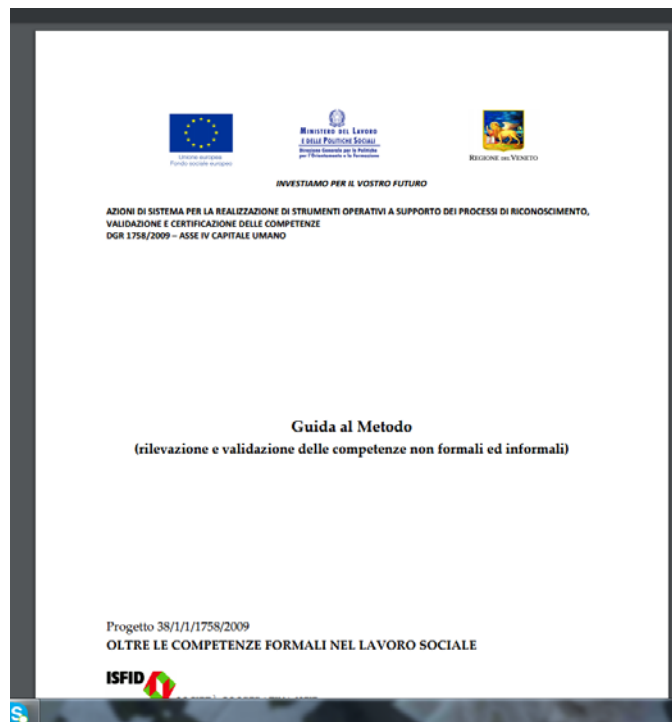 Unione europea
Fondo sociale europeo
MINISTERO DEL LAVORO
E DELLE POLITICHE SOCIALI
Direzione Generale per le Politiche
per l'Orientamento e la Formazione
REGIONE DEL VENETO
INVESTIAMO PER IL VOSTRO FUTURO
AZIONI DI SISTEMA PER LA REALIZZAZIONE DI STRUMENTI OPERATIVI A SUPPORTO DEI PROCESSI DI RICONOSCIMENTO,
VALIDAZIONE E CERTIFICAZIONE DELLE COMPETENZE
DGR 1758/2009 – ASSE IV CAPITALE UMANO
Guida al Metodo
(rilevazione e validazione delle competenze non formali ed informali)
Progetto 38/1/1/1758/2009
OLTRE LE COMPETENZE FORMALI NEL LAVORO SOCIALE
ISFID